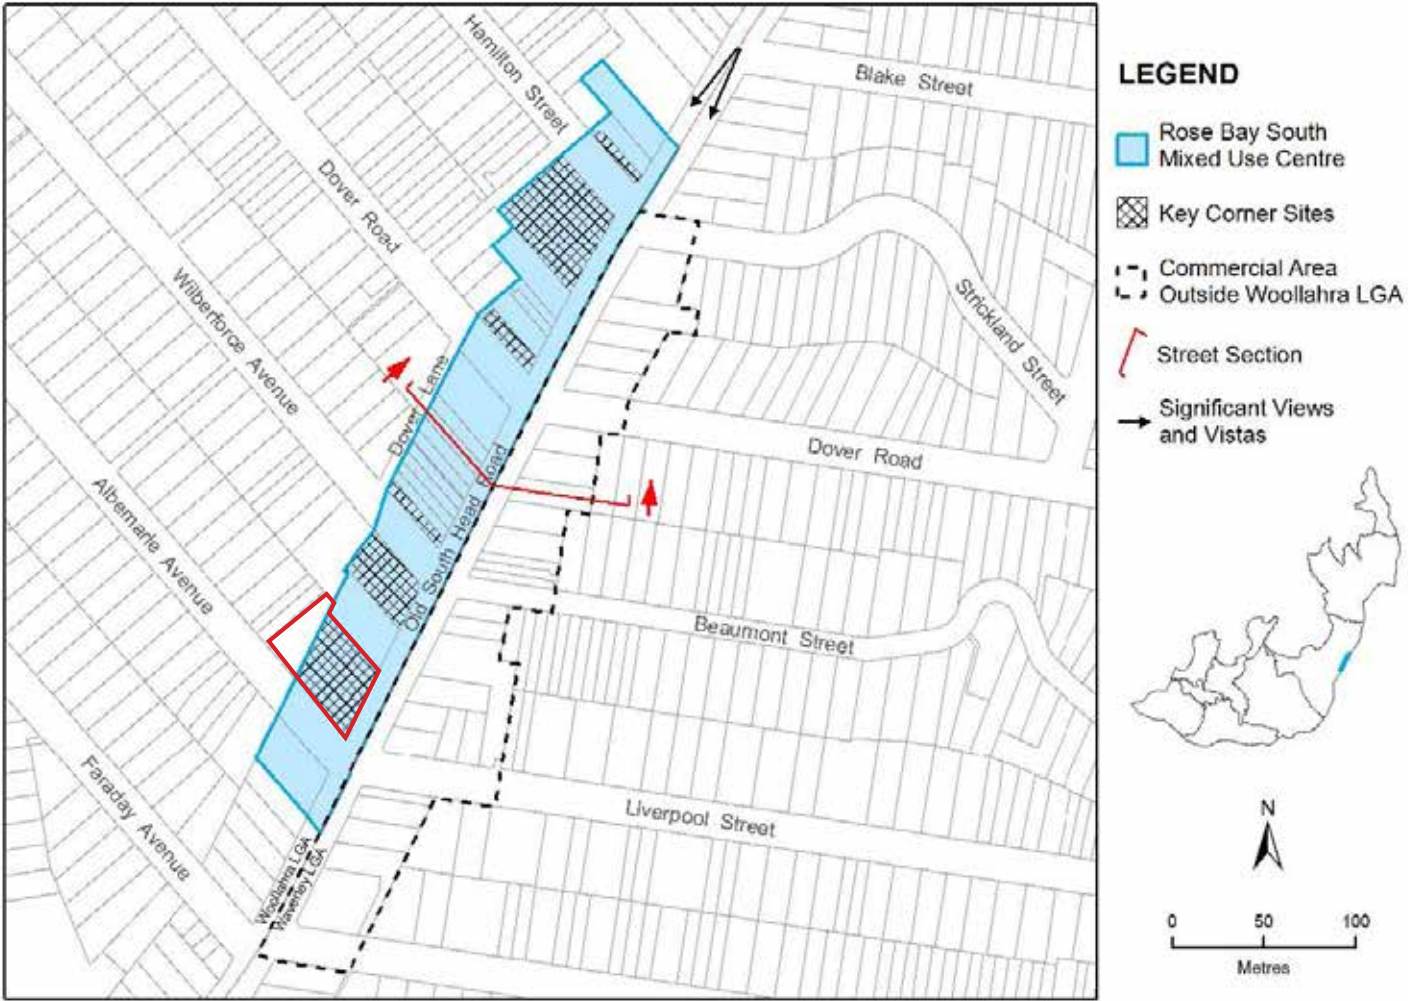 Hamilton Street
Blake Street
Dover Road
Wilberforce Avenue
Strickland Street
Dover Lane
Old South Head Road
Dover Road
Albemarle Avenue
Beaumont Street
Faraday Avenue
Liverpool Street
Woollahra LGA
Waverley LGA
LEGEND
Rose Bay South
Mixed Use Centre
Key Corner Sites
Commercial Area
Outside Woollahra LGA
Street Section
Significant Views
and Vistas
N
0 50 100
Metres